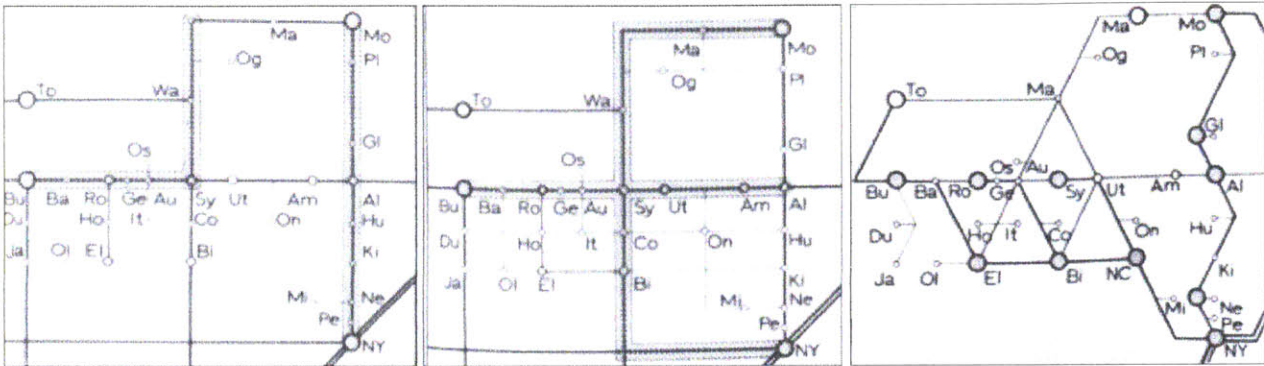 Ma
Mo
Pl
Og
To
Wa
Gl
Os
Bu Ba Ro Ge Au Sy Ut Am Al
Du Ho It Co On Hu
Ja Ol El Bi Ki
Mi Ne
Pe
NY
Ma Mo
Pl
Og
To
Wa
Gl
Os
Bu Ba Ro Ge Au Sy Ut Am Al
Du Ho It Co On Hu
Ja Ol El Bi Ki
Mi Ne
Pe
NY
Ma Mo
Og Pl
To Ma
Gl
Os Au
Bu Ba Ro Ge Sy Ut Am Al
Du Ho It Co On Hu
Ja Ol El Bi NC Ki
Mi Ne
Pe
NY